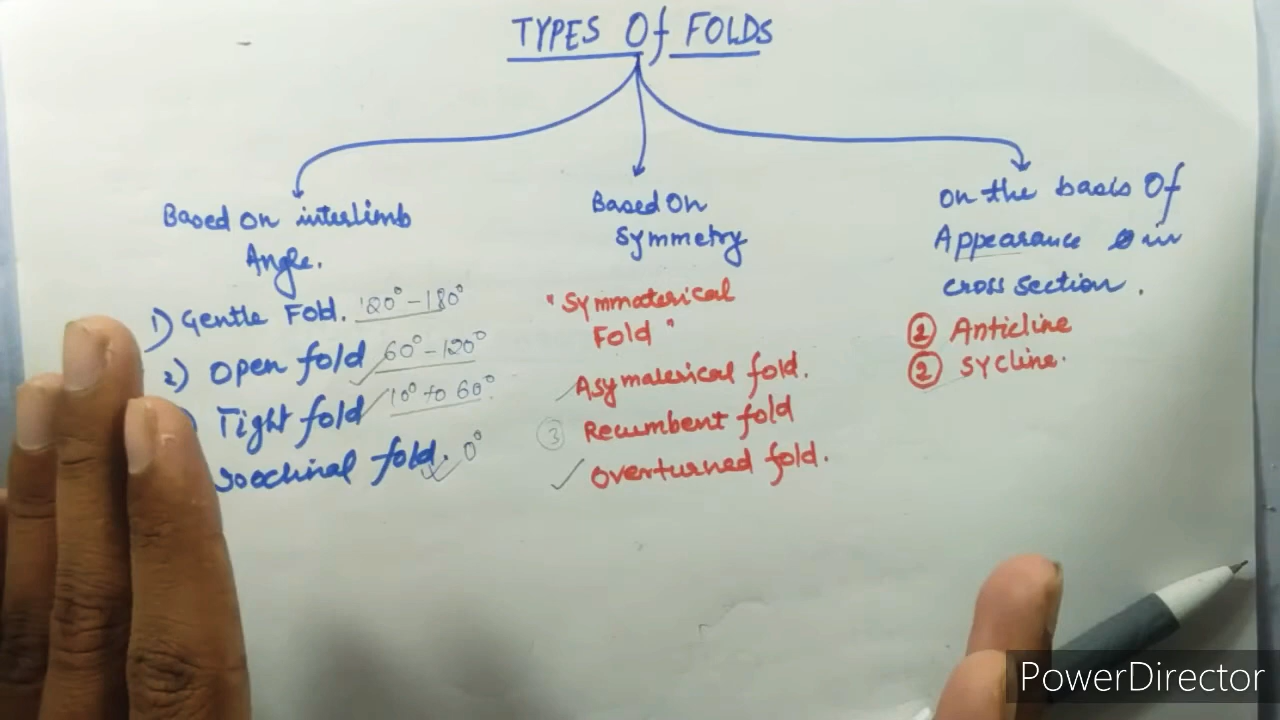 TYPES Of FOLDS
Based On interlimb
Angle.
1) Gentle Fold. 120° - 180°
2) Open fold 60° - 120°
Tight fold 10° to 60°
fold. 0°
Based On
Symmetry
"Symmaterical
Fold"
Asymaterical fold.
3 Recumbent fold
Overturned fold.
On the basis Of
Appearance in
cross section.
Anticline
2 Sycline.
PowerDirector